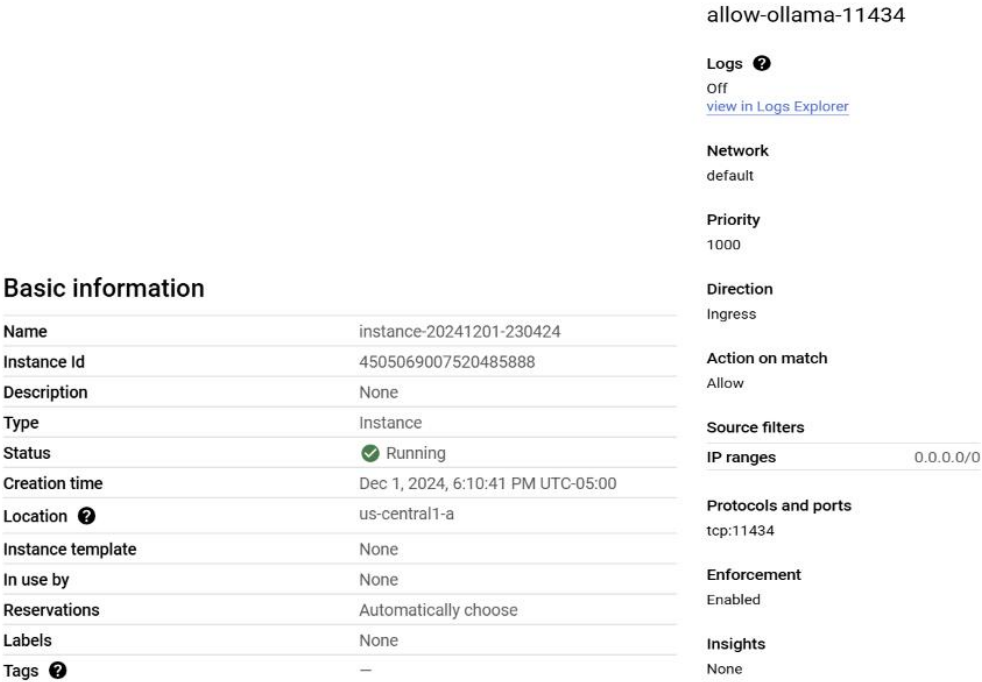 Basic information
Name instance-20241201-230424
Instance Id 4505069007520485888
Description None
Type Instance
Status Running
Creation time Dec 1, 2024, 6:10:41 PM UTC-05:00
Location us-central1-a
Instance template None
In use by None
Reservations Automatically choose
Labels None
Tags —
allow-ollama-11434
Logs
Off
view in Logs Explorer
Network
default
Priority
1000
Direction
Ingress
Action on match
Allow
Source filters
IP ranges 0.0.0.0/0
Protocols and ports
tcp:11434
Enforcement
Enabled
Insights
None